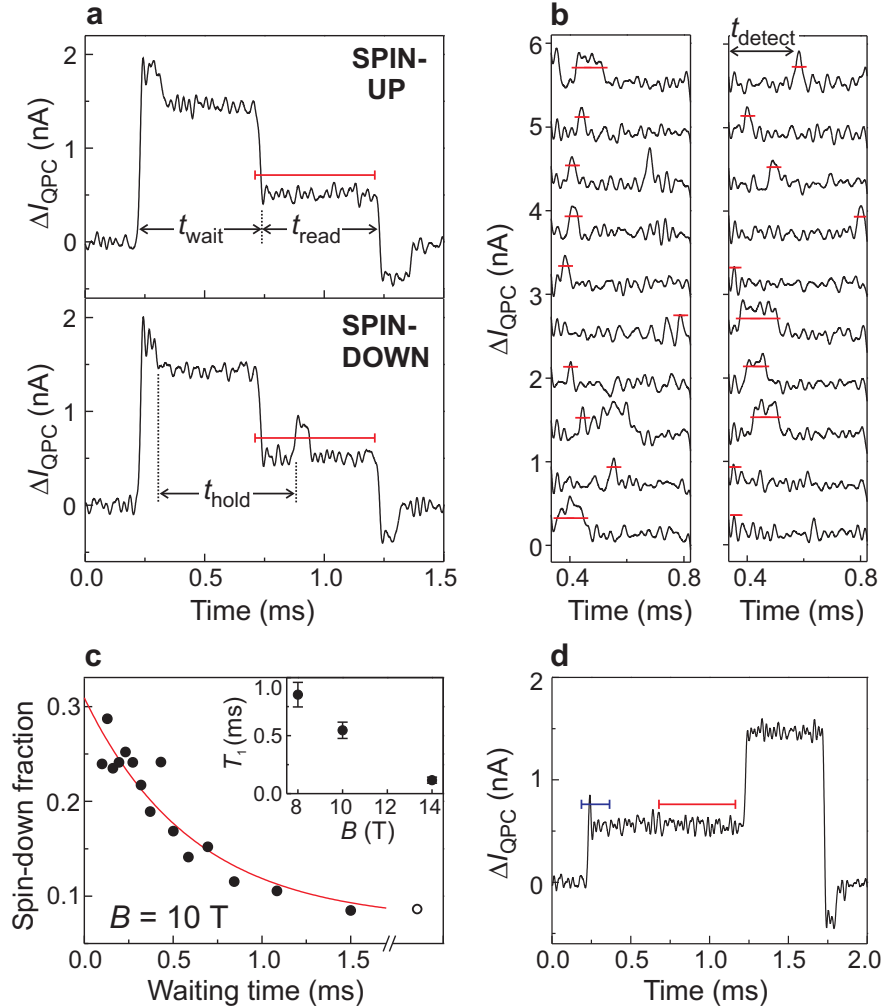 a
SPIN-
UP
ΔI_QPC (nA)
2
1
0
t_wait
t_read
SPIN-
DOWN
ΔI_QPC (nA)
2
1
0
t_hold
0.0 0.5 1.0 1.5
Time (ms)
b
t_detect
ΔI_QPC (nA)
6
5
4
3
2
1
0
0.4 0.8 0.4 0.8
Time (ms)
c
Spin-down fraction
0.3
0.2
0.1
T₁ (ms)
1.0
0.5
0.0
8 10 12 14
B (T)
B = 10 T
0.0 0.5 1.0 1.5
Waiting time (ms)
d
ΔI_QPC (nA)
2
1
0
0.0 0.5 1.0 1.5 2.0
Time (ms)